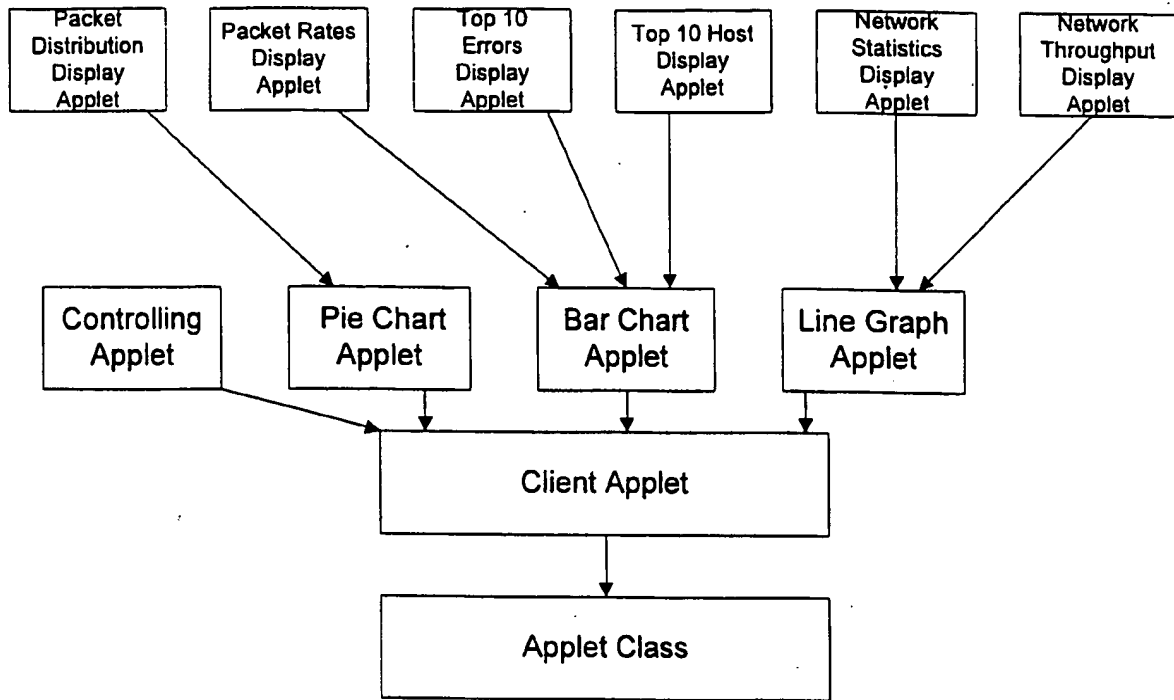 Packet
Distribution
Display
Applet
Packet Rates
Display
Applet
Top 10
Errors
Display
Applet
Top 10 Host
Display
Applet
Network
Statistics
Display
Applet
Network
Throughput
Display
Applet
Controlling
Applet
Pie Chart
Applet
Bar Chart
Applet
Line Graph
Applet
Client Applet
Applet Class